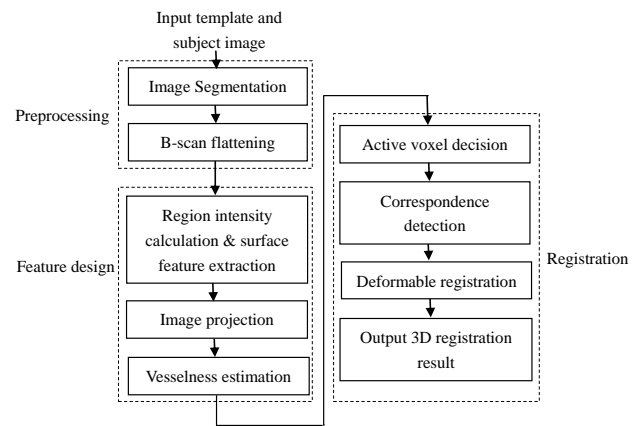 Input template and
subject image
Preprocessing
Image Segmentation
B-scan flattening
Feature design
Region intensity
calculation & surface
feature extraction
Image projection
Vesselness estimation
Active voxel decision
Correspondence
detection
Deformable registration
Output 3D registration
result
Registration